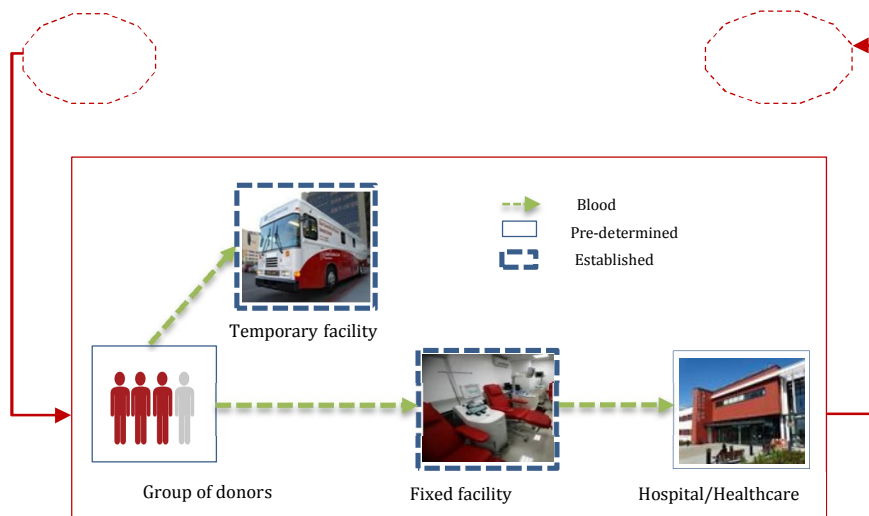 Blood
Pre-determined
Established
Temporary facility
Group of donors
Fixed facility
Hospital/Healthcare